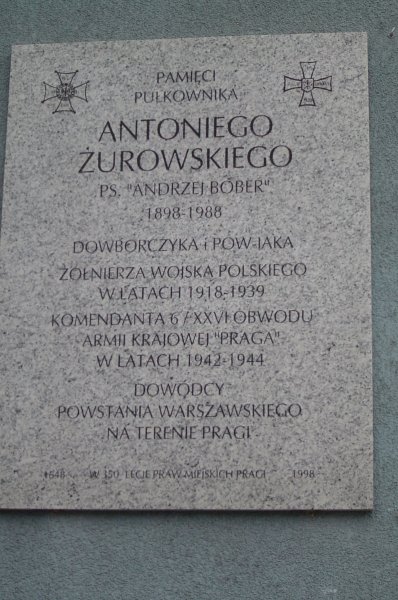 PAMIĘCI
PUŁKOWNIKA
ANTONIEGO
ŻUROWSKIEGO
PS. "ANDRZEJ BOBER"
1898-1988
DOWBORCZYKA i POW-IAKA
ŻOŁNIERZA WOJSKA POLSKIEGO
W LATACH 1918-1939
KOMENDANTA 6 / XXVI OBWODU
ARMII KRAJOWEJ "PRAGA"
W LATACH 1942-1944
DOWÓDCY
POWSTANIA WARSZAWSKIEGO
NA TERENIE PRAGI
1648 W 350 LECIE PRAW MIEJSKICH PRAGI 1998